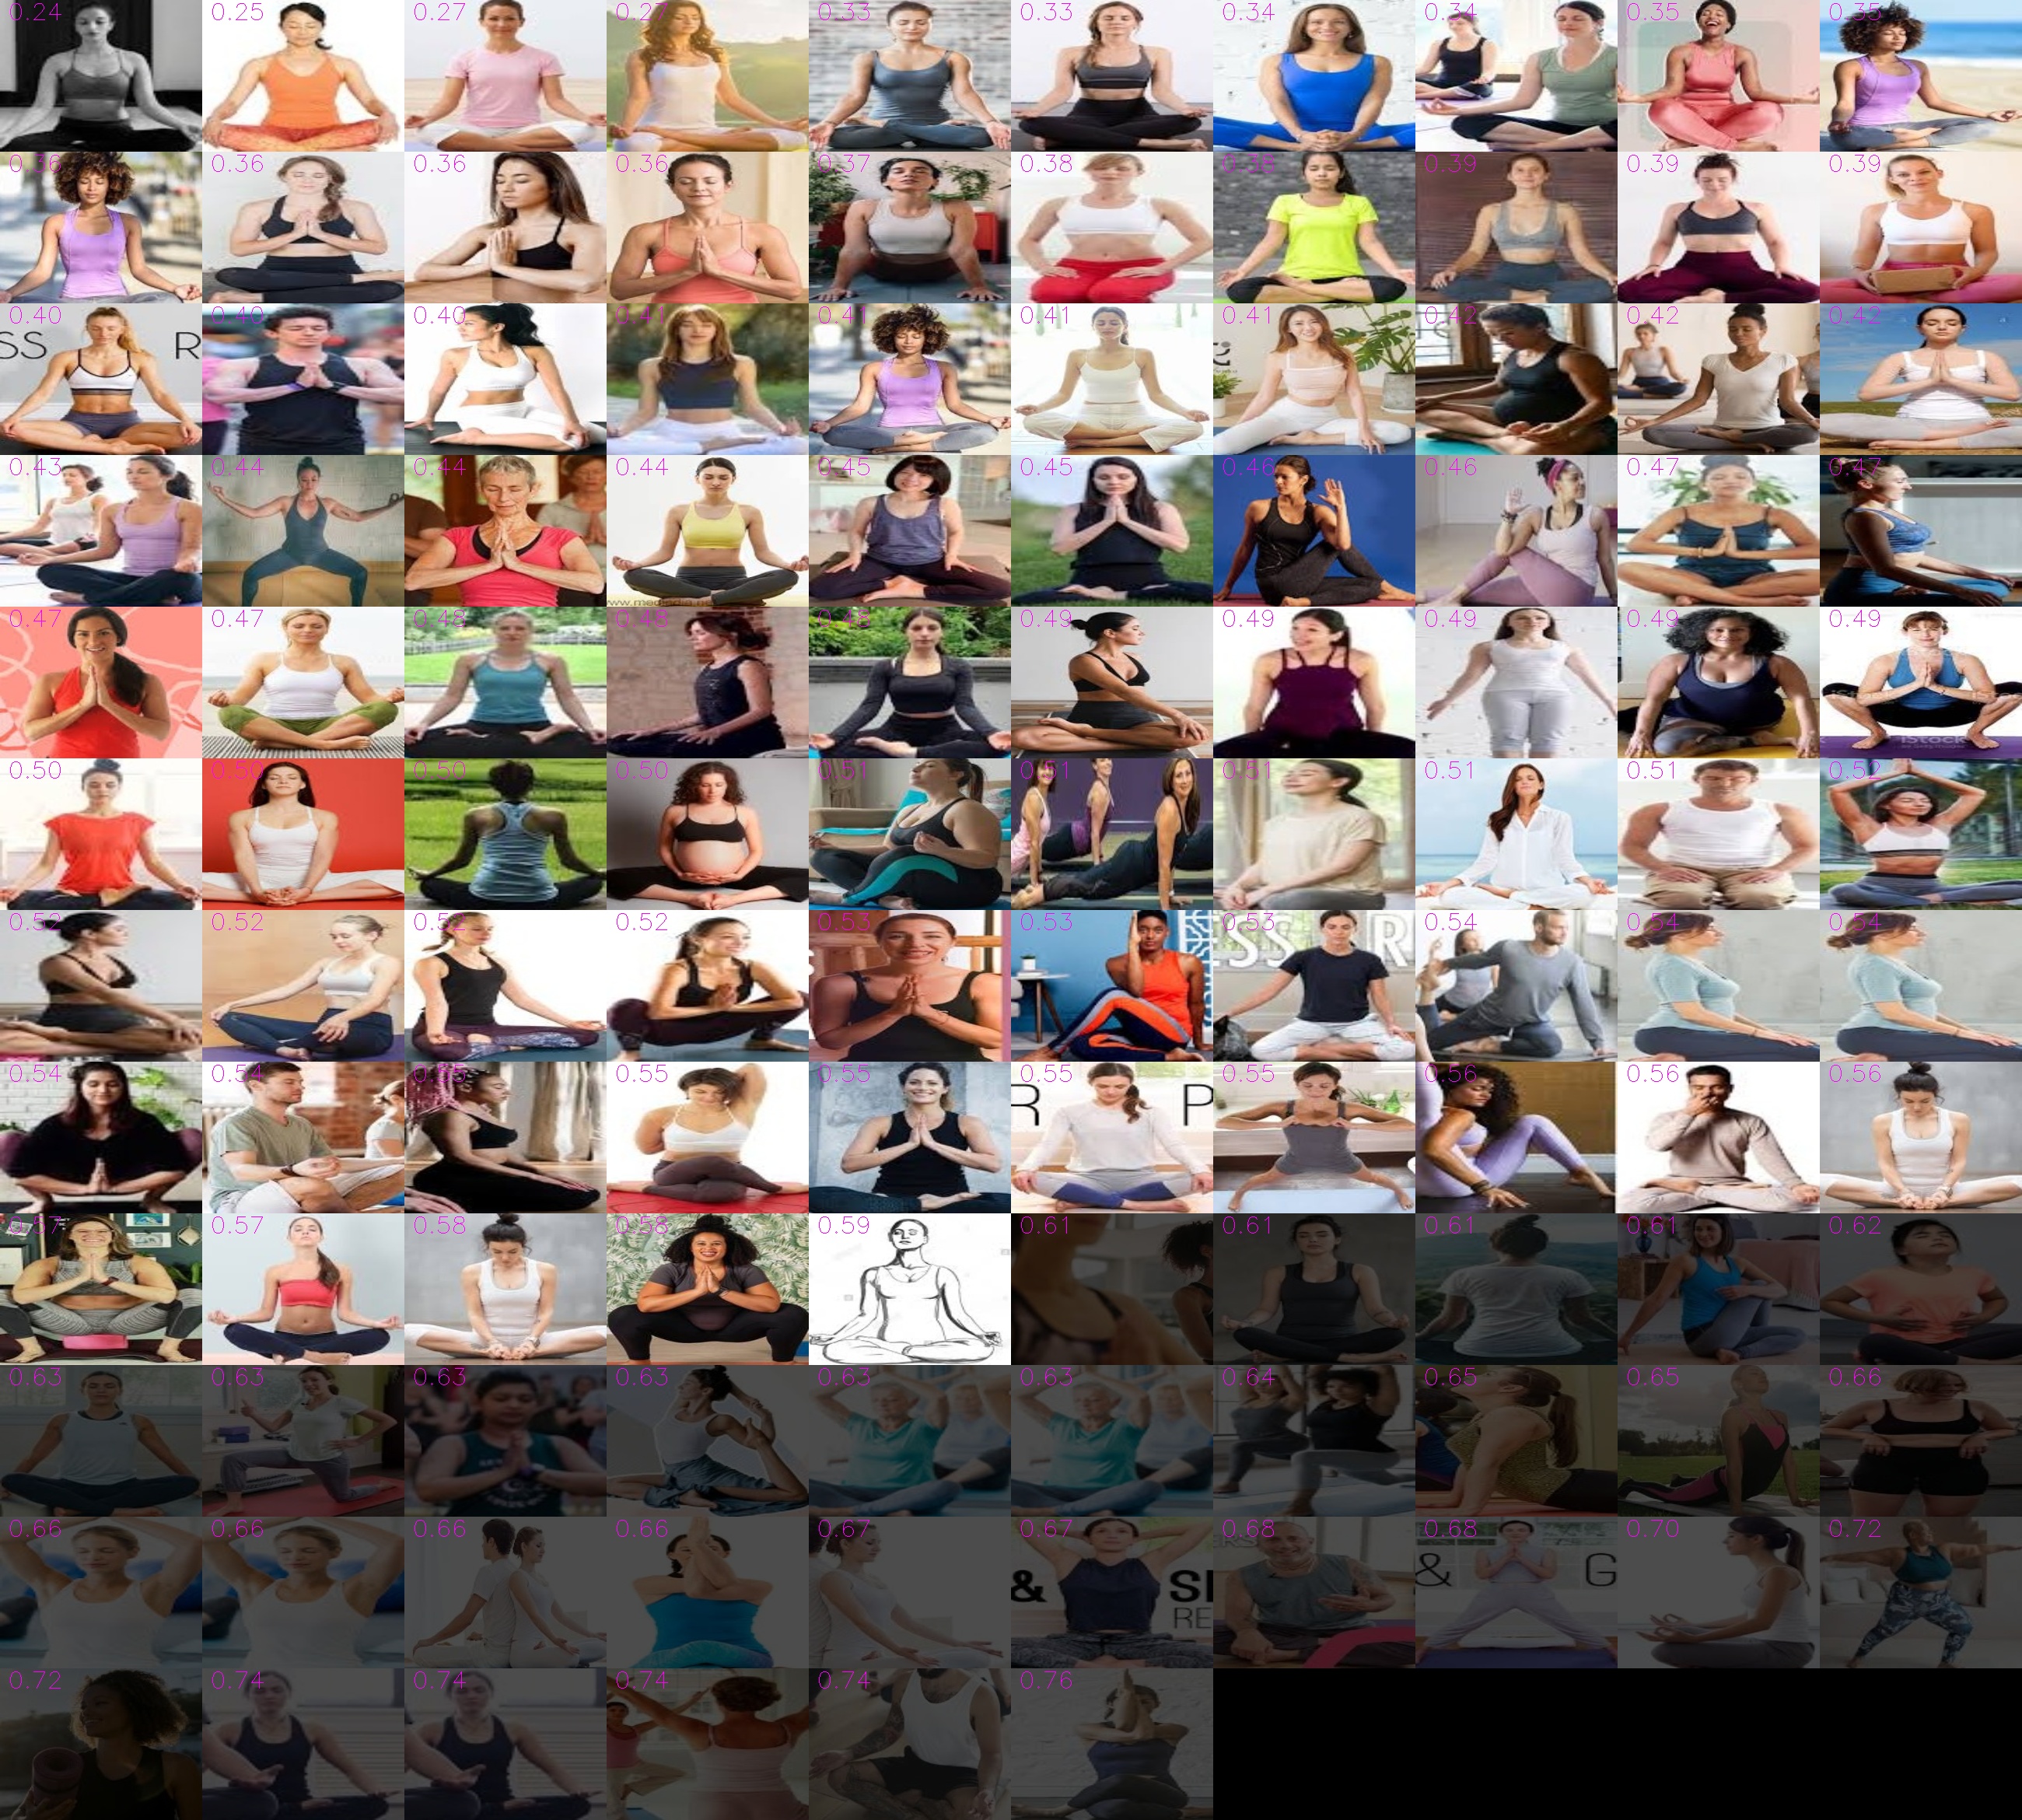 0.24 0.25 0.27 0.27 0.33 0.33 0.34 0.34 0.35 0.35
0.36 0.36 0.36 0.36 0.37 0.38 0.38 0.39 0.39 0.39
0.40 0.40 0.40 0.41 0.41 0.41 0.41 0.42 0.42 0.42
SS R
0.43 0.44 0.44 0.44 0.45 0.45 0.46 0.46 0.47 0.47
0.47 0.47 0.48 0.48 0.48 0.49 0.49 0.49 0.49 0.49
iStock
0.50 0.50 0.50 0.50 0.51 0.51 0.51 0.51 0.51 0.52
0.52 0.52 0.52 0.52 0.53 0.53 0.53 0.54 0.54 0.54
ESS R
0.54 0.54 0.55 0.55 0.55 0.55 0.55 0.56 0.56 0.56
R P
0.57 0.57 0.58 0.58 0.59 0.61 0.61 0.61 0.61 0.62
0.63 0.63 0.63 0.63 0.63 0.63 0.64 0.65 0.65 0.66
0.66 0.66 0.66 0.66 0.67 0.67 0.68 0.68 0.70 0.72
& SI & G
RE
0.72 0.74 0.74 0.74 0.74 0.76